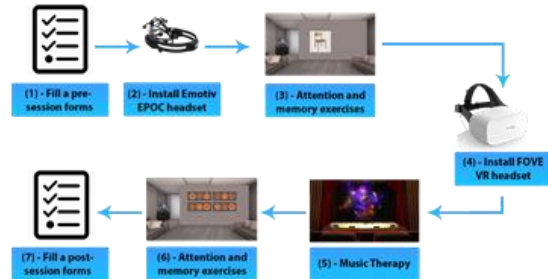 (1) - Fill a pre-
session forms
(2) - Install Emotiv
EPOC headset
(3) - Attention and
memory exercises
(4) - Install FOVE
VR headset
(5) - Music Therapy
(6) - Attention and
memory exercises
(7) - Fill a post-
session forms